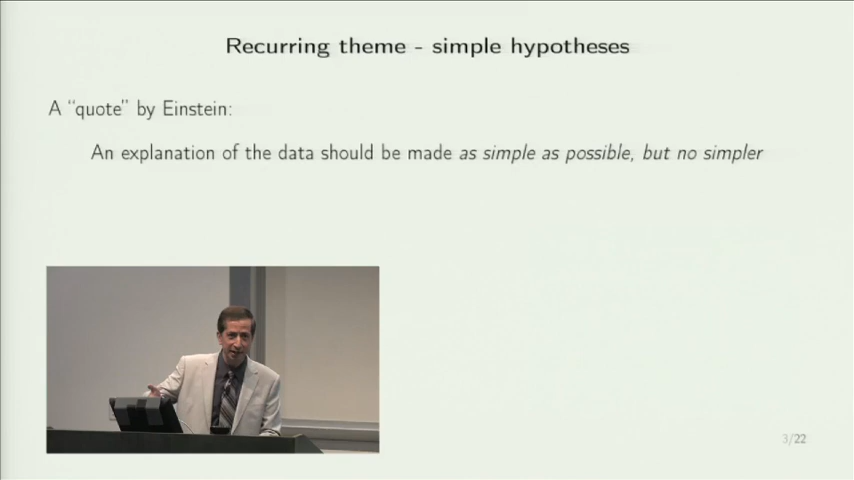 Recurring theme - simple hypotheses
A “quote” by Einstein:
An explanation of the data should be made as simple as possible, but no simpler
3/22